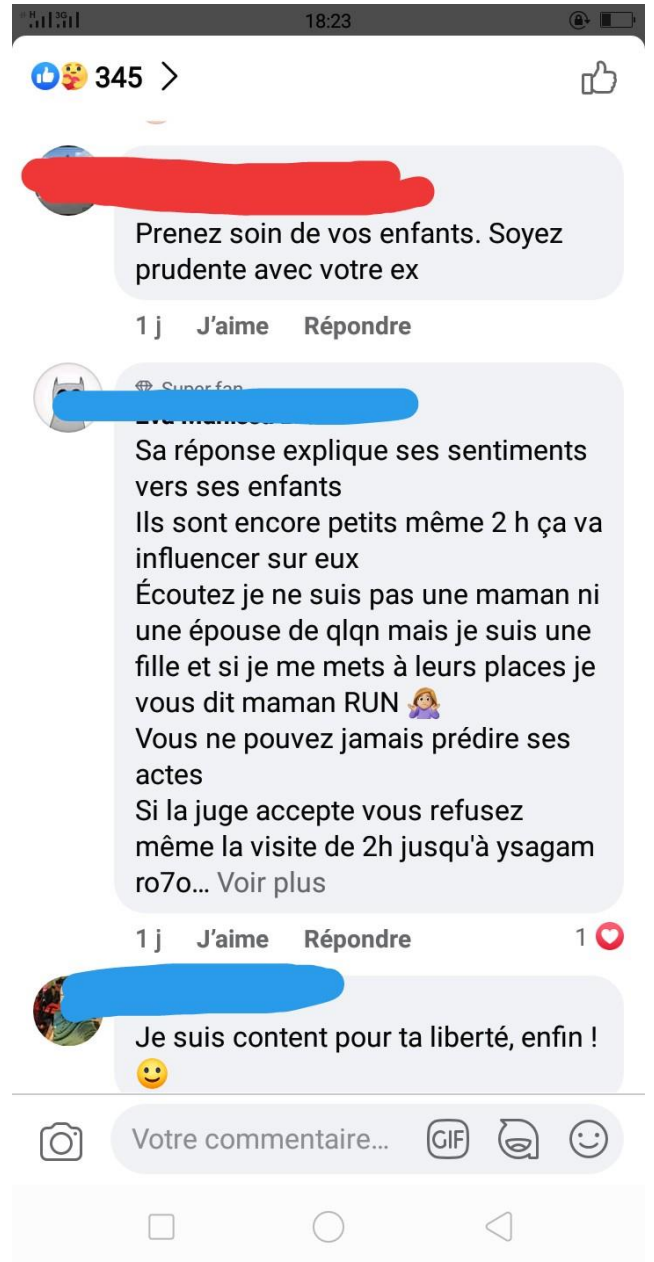 18:23
345
Prenez soin de vos enfants. Soyez
prudente avec votre ex
1 j J'aime Répondre
Super fan
Sa réponse explique ses sentiments
vers ses enfants
Ils sont encore petits même 2 h ça va
influencer sur eux
Écoutez je ne suis pas une maman ni
une épouse de qlqn mais je suis une
fille et si je me mets à leurs places je
vous dit maman RUN 🤷🏼‍♀️
Vous ne pouvez jamais prédire ses
actes
Si la juge accepte vous refusez
même la visite de 2h jusqu'à ysagam
ro7o... Voir plus
1 j J'aime Répondre 1
Je suis content pour ta liberté, enfin !
🙂
Votre commentaire... GIF